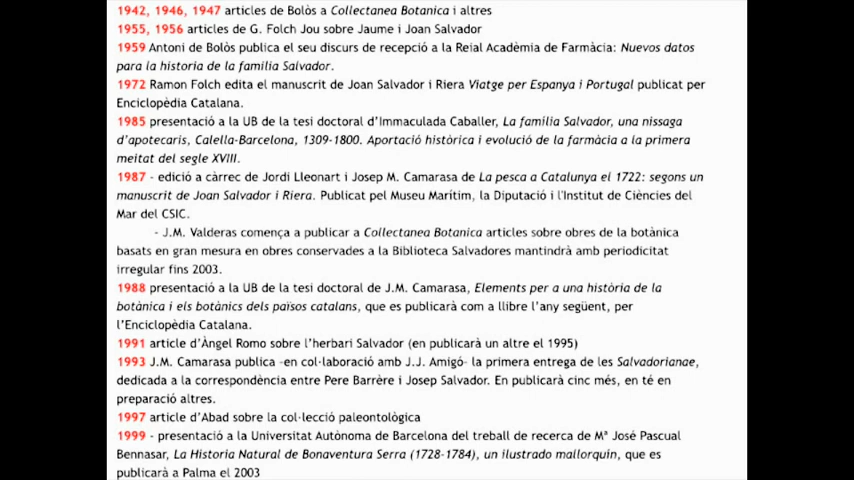 1942, 1946, 1947 articles de Bolòs a Collectanea Botanica i altres
1955, 1956 articles de G. Folch Jou sobre Jaume i Joan Salvador
1959 Antoni de Bolòs publica el seu discurs de recepció a la Reial Acadèmia de Farmàcia: Nuevos datos
para la historia de la familia Salvador.
1972 Ramon Folch edita el manuscrit de Joan Salvador i Riera Viatge per Espanya i Portugal publicat per
Enciclopèdia Catalana.
1985 presentació a la UB de la tesi doctoral d’Immaculada Caballer, La família Salvador, una nissaga
d’apotecaris, Calella-Barcelona, 1309-1800. Aportació històrica i evolució de la farmàcia a la primera
meitat del segle XVIII.
1987 - edició a càrrec de Jordi Lleonart i Josep M. Camarasa de La pesca a Catalunya el 1722: segons un
manuscrit de Joan Salvador i Riera. Publicat pel Museu Marítim, la Diputació i l'Institut de Ciències del
Mar del CSIC.
- J.M. Valderas comença a publicar a Collectanea Botanica articles sobre obres de la botànica
basats en gran mesura en obres conservades a la Biblioteca Salvadores mantindrà amb periodicitat
irregular fins 2003.
1988 presentació a la UB de la tesi doctoral de J.M. Camarasa, Elements per a una història de la
botànica i els botànics dels països catalans, que es publicarà com a llibre l’any següent, per
l’Enciclopèdia Catalana.
1991 article d’Àngel Romo sobre l’herbari Salvador (en publicarà un altre el 1995)
1993 J.M. Camarasa publica –en col·laboració amb J.J. Amigó– la primera entrega de les Salvadorianae,
dedicada a la correspondència entre Pere Barrère i Josep Salvador. En publicarà cinc més, en té en
preparació altres.
1997 article d’Abad sobre la col·lecció paleontològica
1999 - presentació a la Universitat Autònoma de Barcelona del treball de recerca de Mª José Pascual
Bennasar, La Historia Natural de Bonaventura Serra (1728-1784), un ilustrado mallorquín, que es
publicarà a Palma el 2003